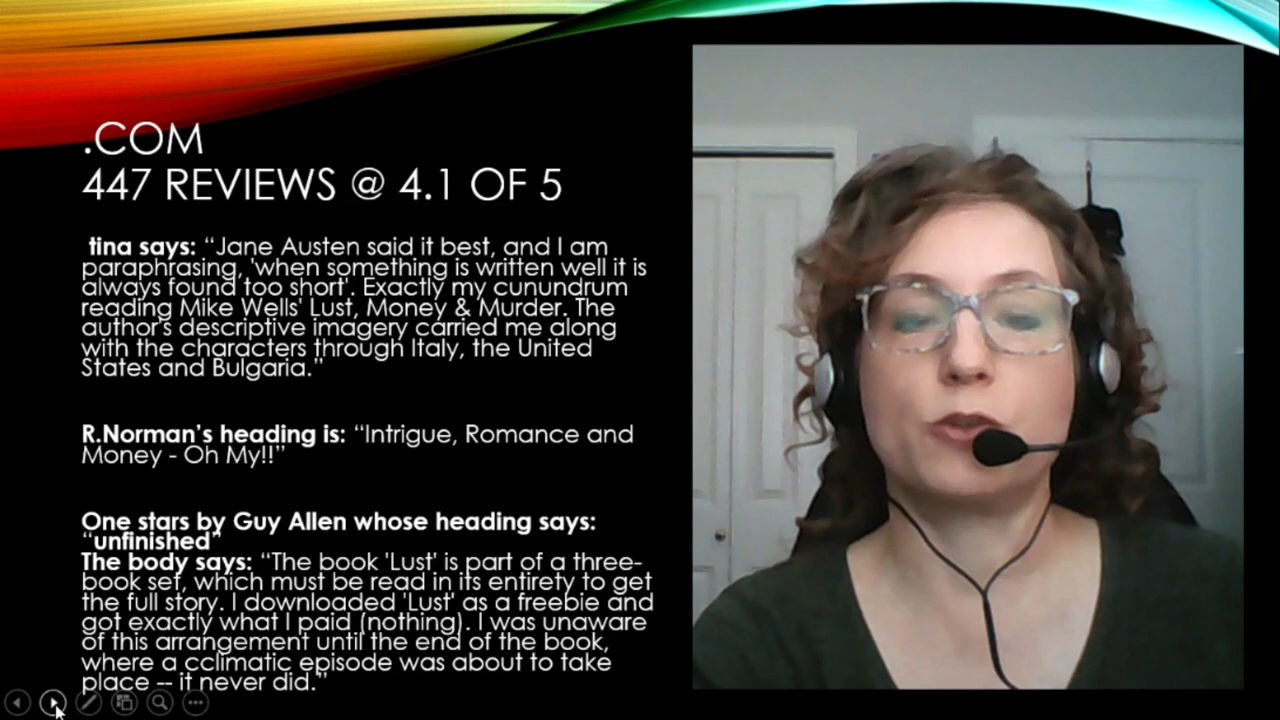 .COM
447 REVIEWS @ 4.1 OF 5
tina says: “Jane Austen said it best, and I am
paraphrasing, 'when something is written well it is
always found too short'. Exactly my cunundrum
reading Mike Wells' Lust, Money & Murder. The
author's descriptive imagery carried me along
with the characters through Italy, the United
States and Bulgaria.”
R.Norman’s heading is: “Intrigue, Romance and
Money - Oh My!!”
One stars by Guy Allen whose heading says:
“unfinished”
The body says: “The book 'Lust' is part of a three-
book set, which must be read in its entirety to get
the full story. I downloaded 'Lust' as a freebie and
got exactly what I paid (nothing). I was unaware
of this arrangement until the end of the book,
where a cclimatic episode was about to take
place -- it never did.”